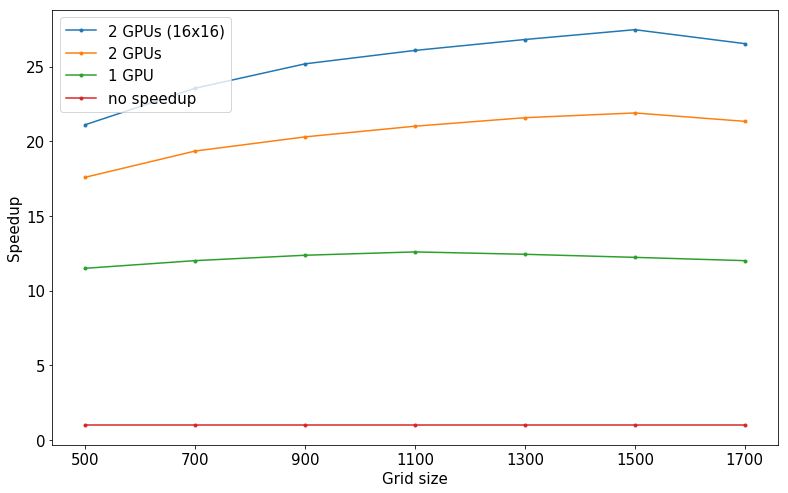 2 GPUs (16x16)
2 GPUs
1 GPU
no speedup
Speedup
25
20
15
10
5
0
500 700 900 1100 1300 1500 1700
Grid size